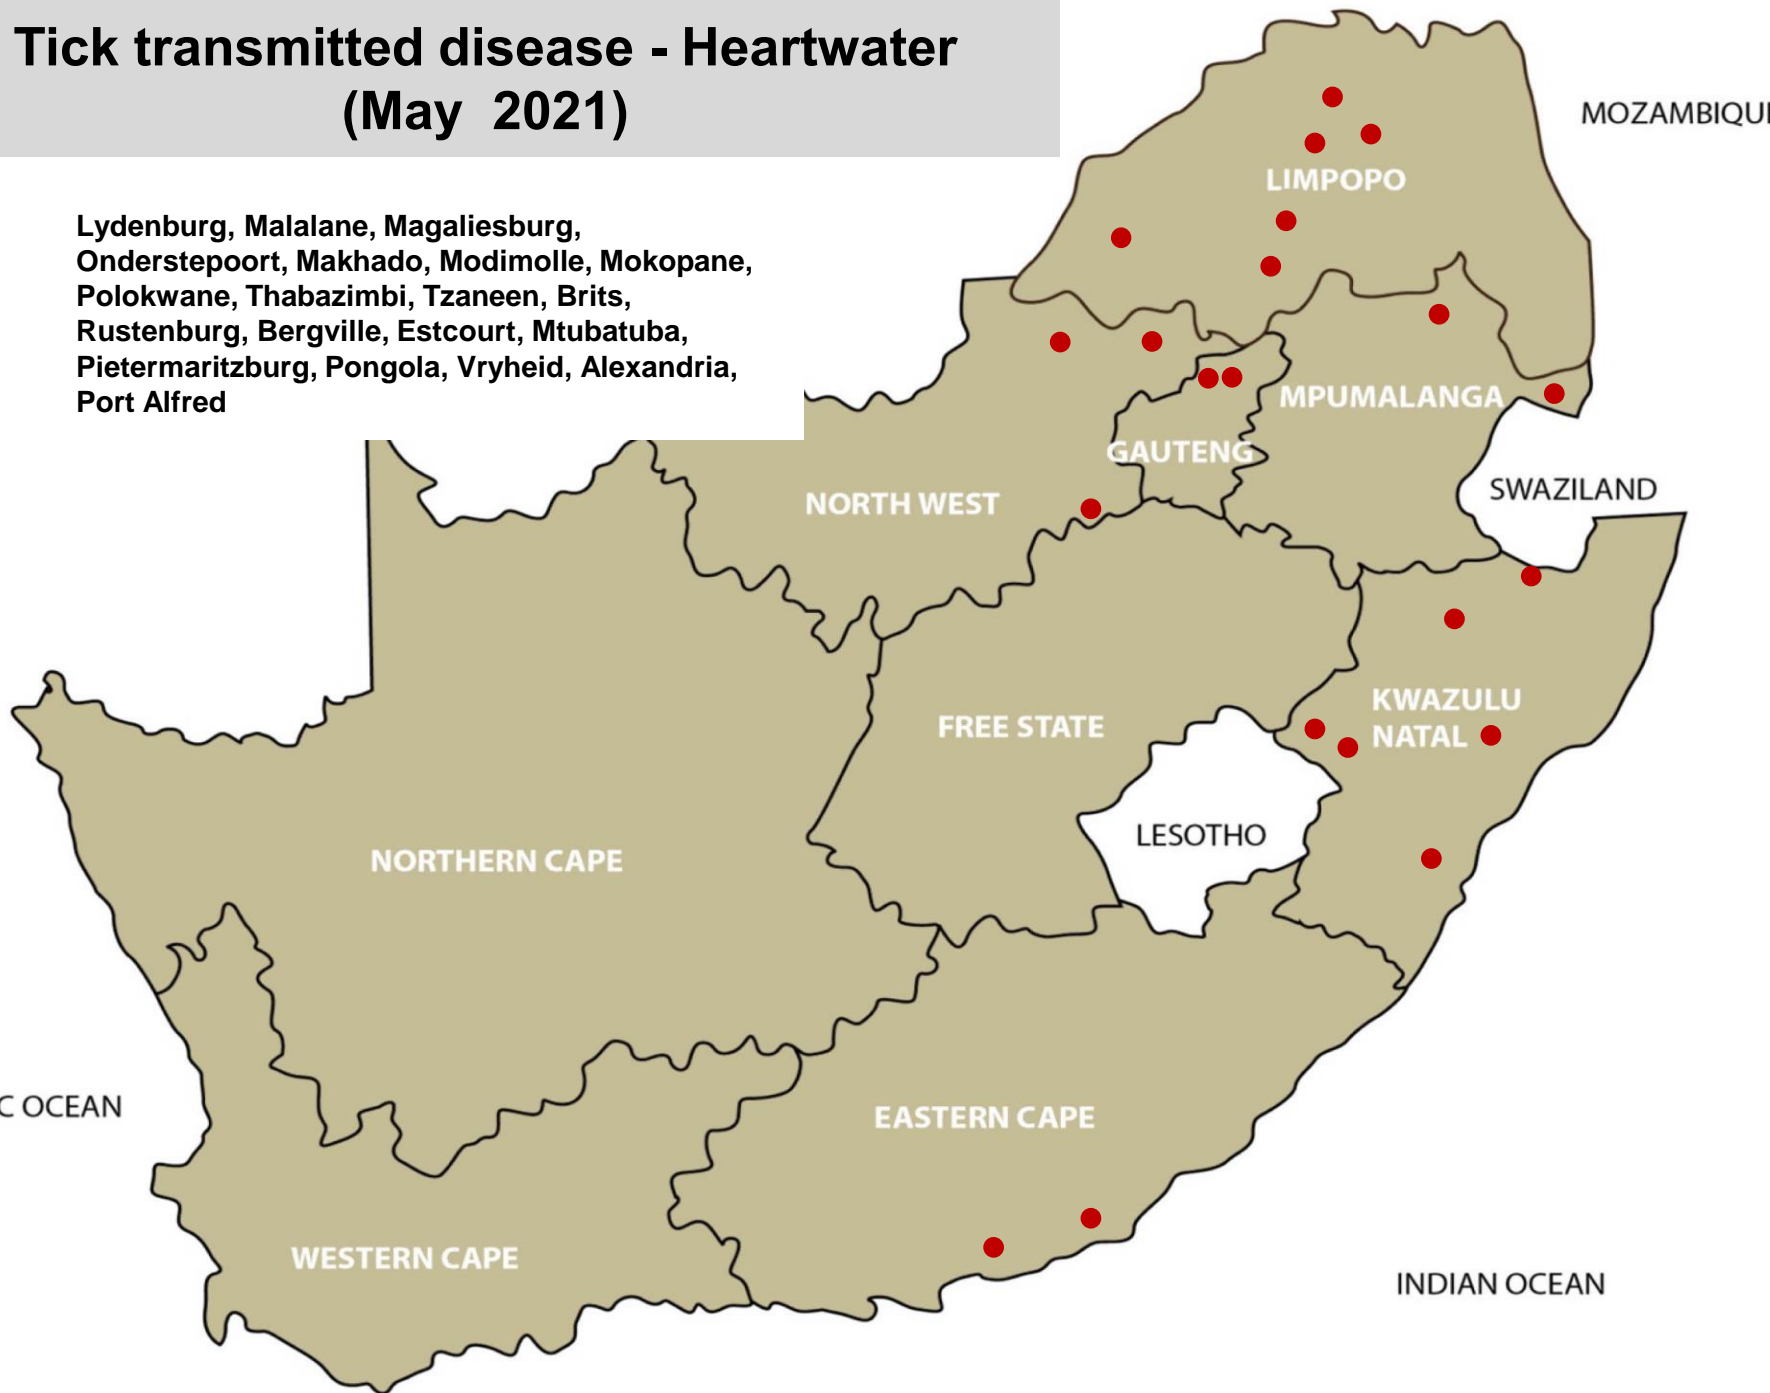 Tick transmitted disease - Heartwater
(May 2021)
Lydenburg, Malalane, Magaliesburg,
Onderstepoort, Makhado, Modimolle, Mokopane,
Polokwane, Thabazimbi, Tzaneen, Brits,
Rustenburg, Bergville, Estcourt, Mtubatuba,
Pietermaritzburg, Pongola, Vryheid, Alexandria,
Port Alfred
MOZAMBIQU
LIMPOPO
MPUMALANGA
GAUTENG
SWAZILAND
NORTH WEST
KWAZULU
NATAL
FREE STATE
LESOTHO
NORTHERN CAPE
C OCEAN
EASTERN CAPE
WESTERN CAPE
INDIAN OCEAN